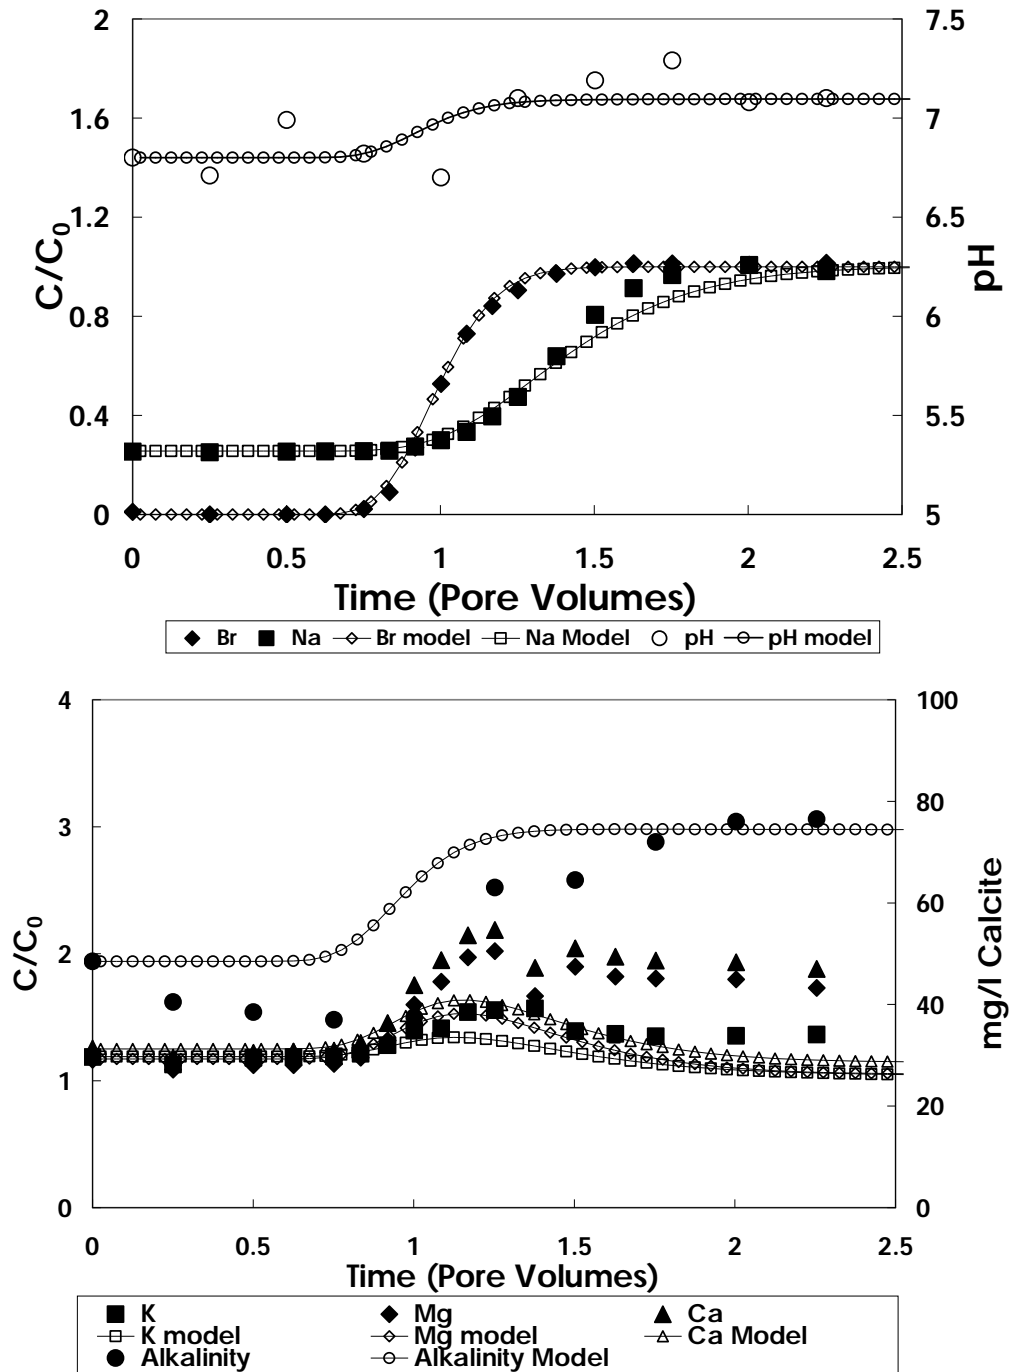 2 7.5
1.6 7
1.2 6.5
0.8 6
0.4 5.5
0 5
C/C0
pH
0 0.5 1 1.5 2 2.5
Time (Pore Volumes)
Br Na Br model Na Model pH pH model
4 100
80
3
60
2
40
1
20
0 0
C/C0
mg/l Calcite
0 0.5 1 1.5 2 2.5
Time (Pore Volumes)
K Mg Ca
K model Mg model Ca Model
Alkalinity Alkalinity Model